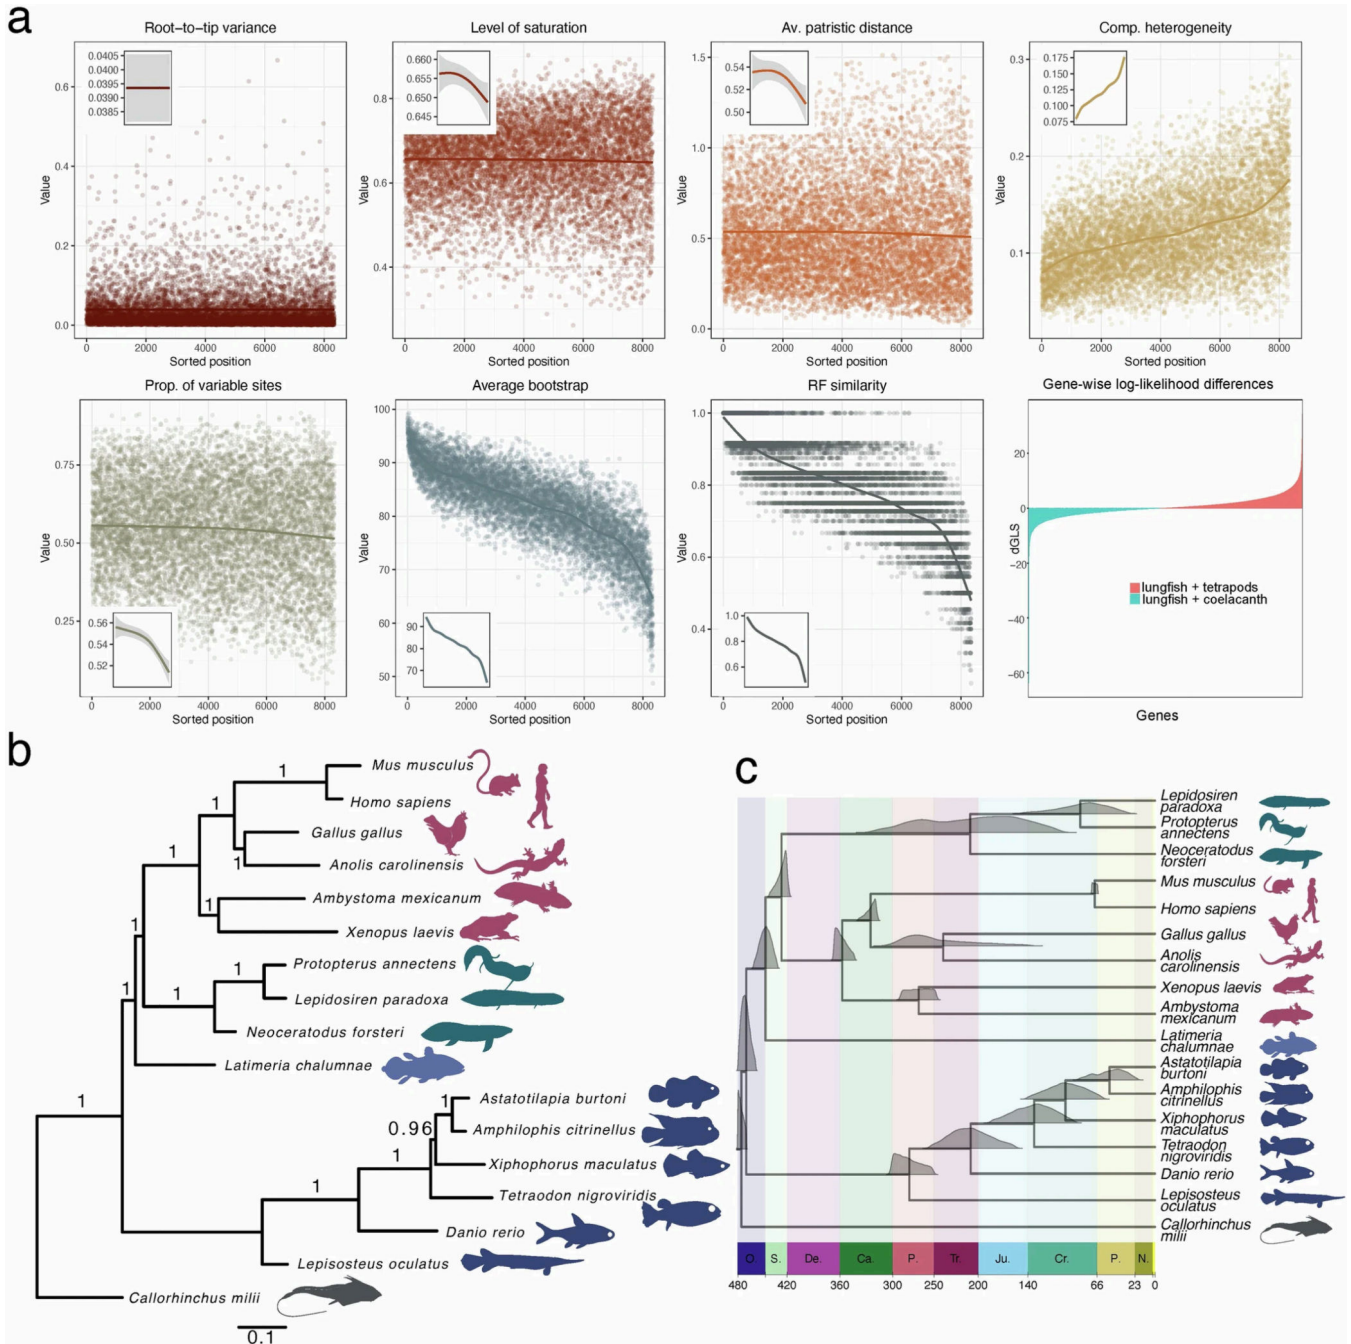 a
Root-to-tip variance
Level of saturation
Av. patristic distance
Comp. heterogeneity
0.0405
0.0400
0.0395
0.0390
0.0385
0.6
0.4
0.2
0.0
Value
0 2000 4000 6000 8000
Sorted position
0.660
0.655
0.650
0.645
0.8
0.6
0.4
Value
0 2000 4000 6000 8000
Sorted position
0.54
0.52
0.50
1.5
1.0
0.5
0.0
Value
0 2000 4000 6000 8000
Sorted position
0.175
0.150
0.125
0.100
0.075
0.3
0.2
0.1
Value
0 2000 4000 6000 8000
Sorted position
Prop. of variable sites
Average bootstrap
RF similarity
Gene-wise log-likelihood differences
0.75
0.50
0.25
Value
0.56
0.54
0.52
0 2000 4000 6000 8000
Sorted position
100
90
80
70
60
50
Value
90
80
70
0 2000 4000 6000 8000
Sorted position
1.0
0.8
0.6
0.4
Value
1.0
0.8
0.6
0 2000 4000 6000 8000
Sorted position
20
0
-20
-40
-60
dGLS
lungfish + tetrapods
lungfish + coelacanth
Genes
b
1
Mus musculus
1
Homo sapiens
Gallus gallus
1
1
Anolis carolinensis
1
Ambystoma mexicanum
1
Xenopus laevis
1
Protopterus annectens
1
1
Lepidosiren paradoxa
Neoceratodus forsteri
Latimeria chalumnae
1
1
Astatotilapia burtoni
0.96
Amphilophis citrinellus
1
Xiphophorus maculatus
1
Tetraodon nigroviridis
Danio rerio
Lepisosteus oculatus
Callorhinchus milii
0.1
c
Lepidosiren
paradoxa
Protopterus
annectens
Neoceratodus
forsteri
Mus musculus
Homo sapiens
Gallus gallus
Anolis
carolinensis
Xenopus laevis
Ambystoma
mexicanum
Latimeria
chalumnae
Astatotilapia
burtoni
Amphilophis
citrinellus
Xiphophorus
maculatus
Tetraodon
nigroviridis
Danio rerio
Lepisosteus
oculatus
Callorhinchus
milii
O. S. De. Ca. P. Tr. Ju. Cr. P. N.
480 420 360 300 250 200 140 66 23 0